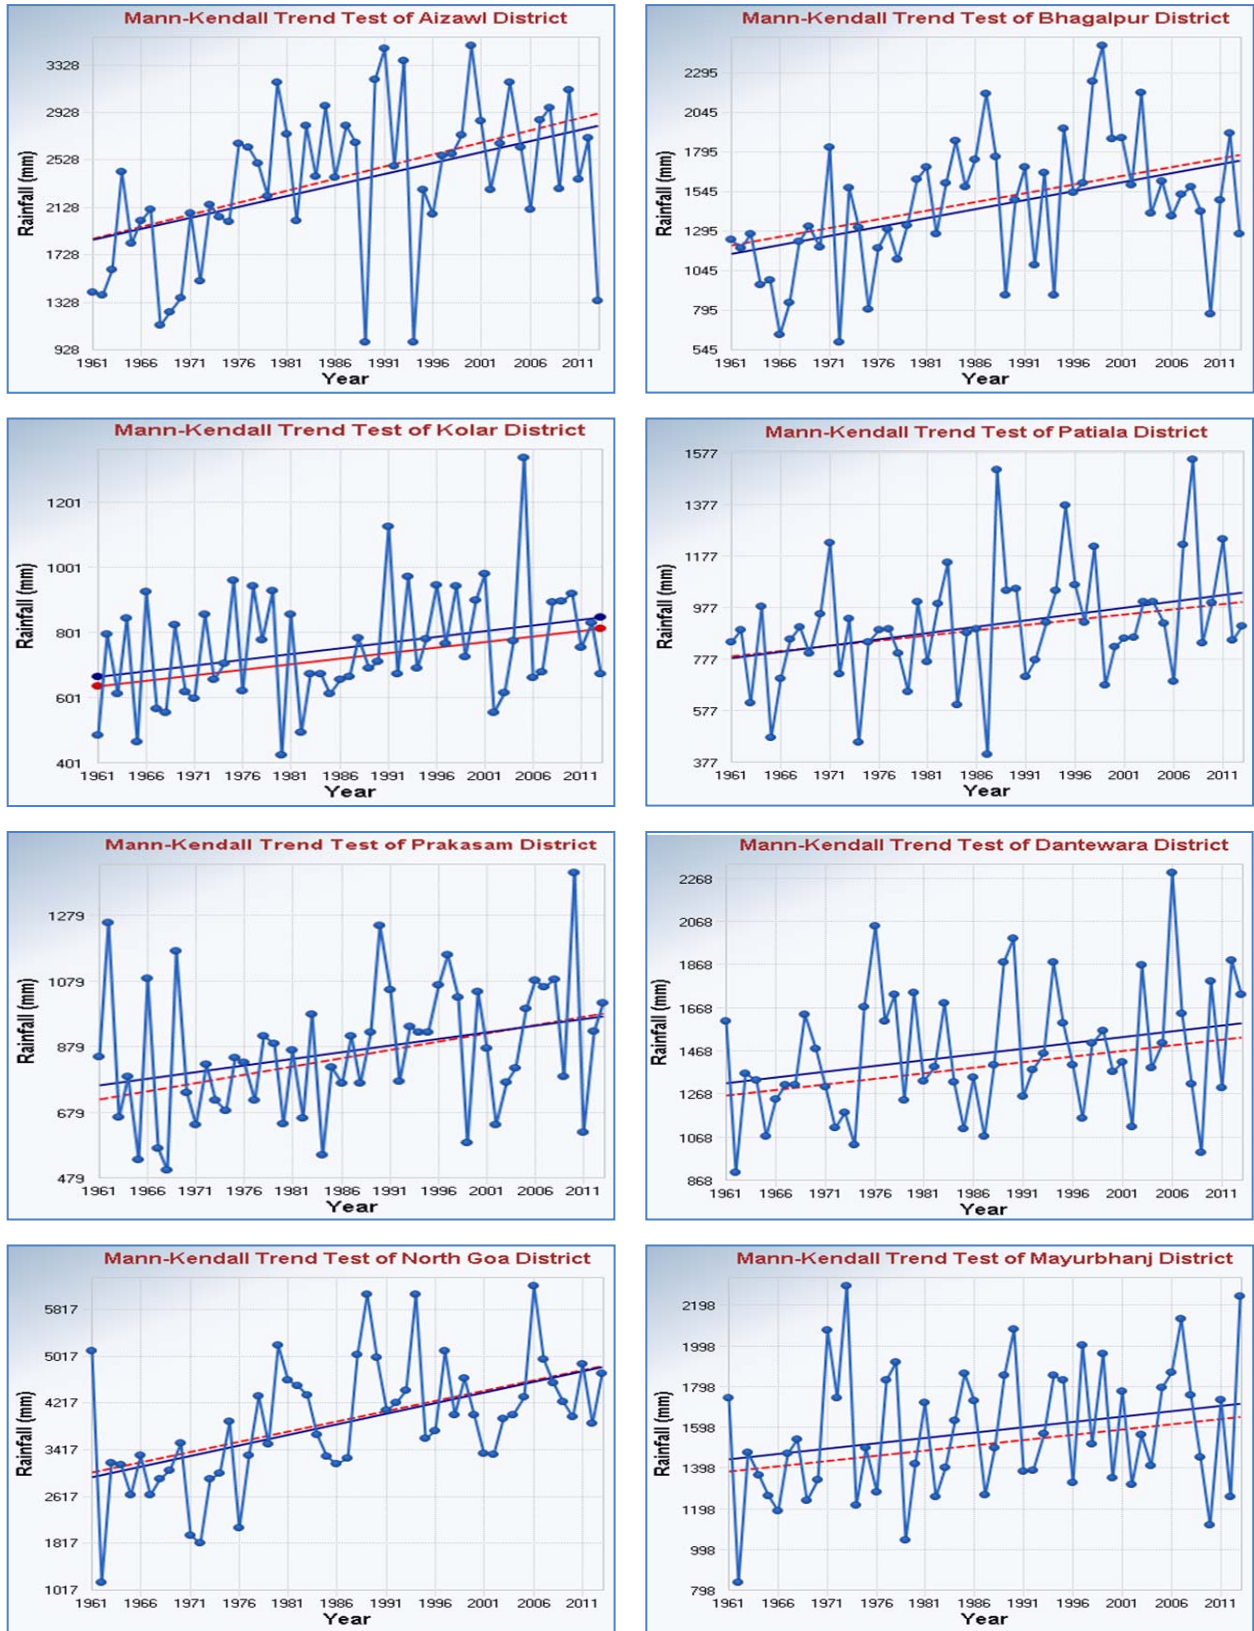 Mann-Kendall Trend Test of Aizawl District
Rainfall (mm)
3328
2928
2528
2128
1728
1328
928
1961 1966 1971 1976 1981 1986 1991 1996 2001 2006 2011
Year
Mann-Kendall Trend Test of Bhagalpur District
Rainfall (mm)
2295
2045
1795
1545
1295
1045
795
545
1961 1966 1971 1976 1981 1986 1991 1996 2001 2006 2011
Year
Mann-Kendall Trend Test of Kolar District
Rainfall (mm)
1201
1001
801
601
401
1961 1966 1971 1976 1981 1986 1991 1996 2001 2006 2011
Year
Mann-Kendall Trend Test of Patiala District
Rainfall (mm)
1577
1377
1177
977
777
577
377
1961 1966 1971 1976 1981 1986 1991 1996 2001 2006 2011
Year
Mann-Kendall Trend Test of Prakasam District
Rainfall (mm)
1279
1079
879
679
479
1961 1966 1971 1976 1981 1986 1991 1996 2001 2006 2011
Year
Mann-Kendall Trend Test of Dantewara District
Rainfall (mm)
2268
2068
1868
1668
1468
1268
1068
868
1961 1966 1971 1976 1981 1986 1991 1996 2001 2006 2011
Year
Mann-Kendall Trend Test of North Goa District
Rainfall (mm)
5817
5017
4217
3417
2617
1817
1017
1961 1966 1971 1976 1981 1986 1991 1996 2001 2006 2011
Year
Mann-Kendall Trend Test of Mayurbhanj District
Rainfall (mm)
2198
1998
1798
1598
1398
1198
998
798
1961 1966 1971 1976 1981 1986 1991 1996 2001 2006 2011
Year